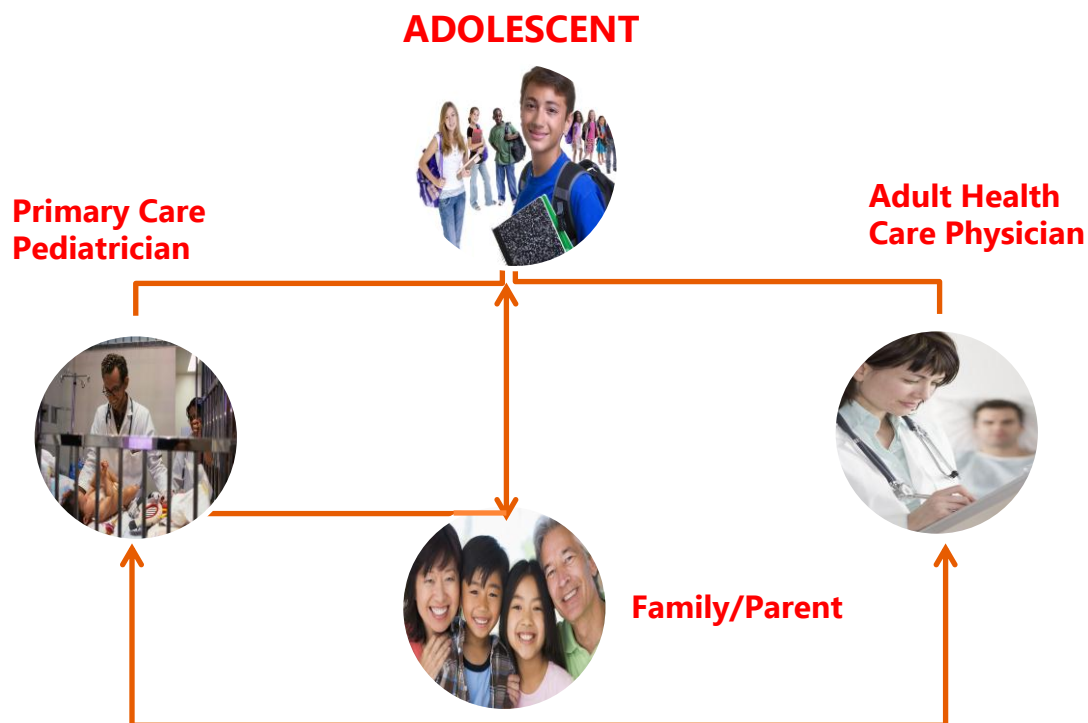 ADOLESCENT
Primary Care
Pediatrician
Adult Health
Care Physician
Family/Parent